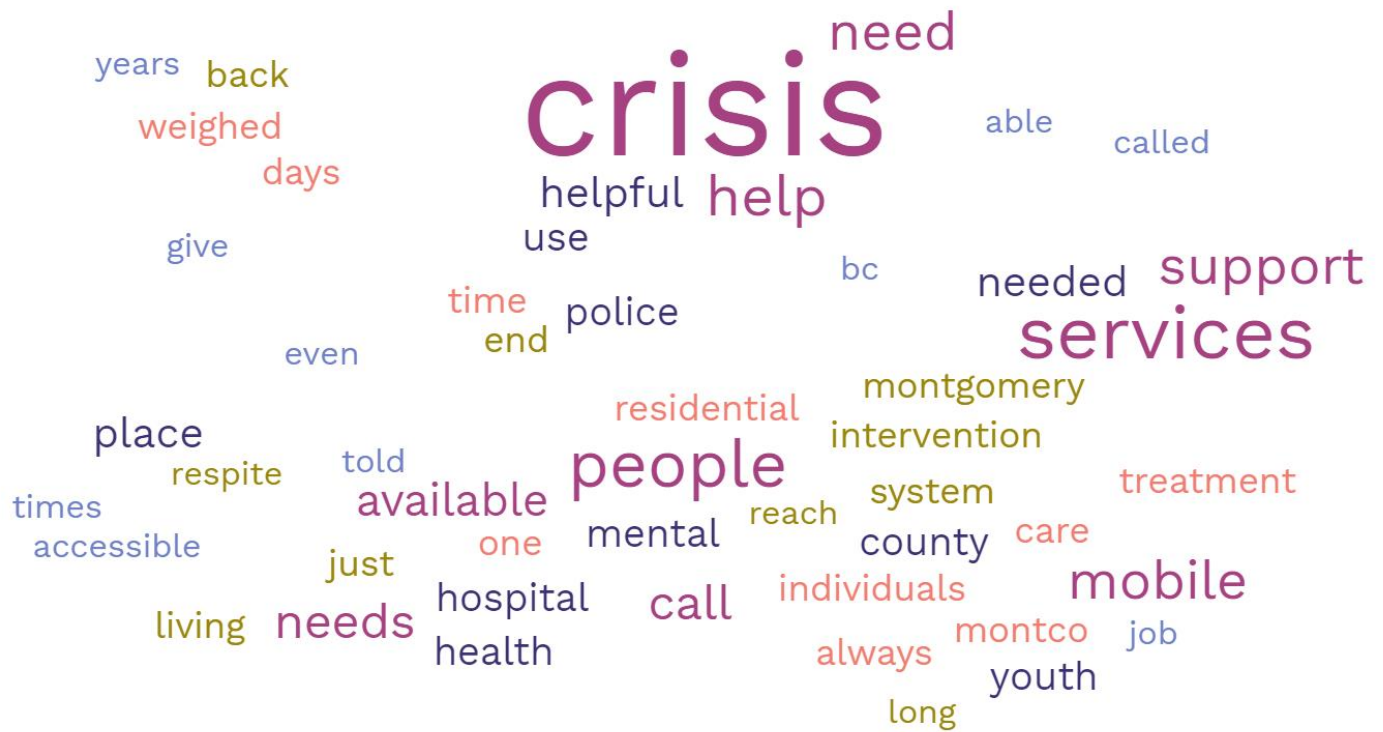 need
crisis
years
back
able
weighed
called
days
helpful
help
use
give
bc
support
needed
time
police
services
end
even
montgomery
residential
place
intervention
told
people
respite
treatment
available
system
times
reach
mental
care
one
county
accessible
just
mobile
individuals
hospital
call
living
needs
montco
job
health
always
youth
long